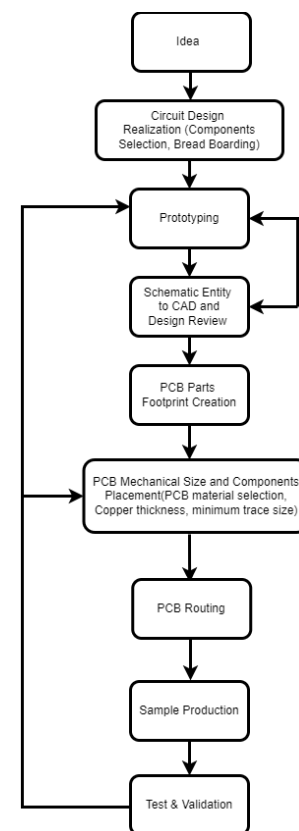 Idea
Circuit Design
Realization (Components
Selection, Bread Boarding)
Prototyping
Schematic Entity
to CAD and
Design Review
PCB Parts
Footprint Creation
PCB Mechanical Size and Components
Placement(PCB material selection,
Copper thickness, minimum trace size)
PCB Routing
Sample Production
Test & Validation